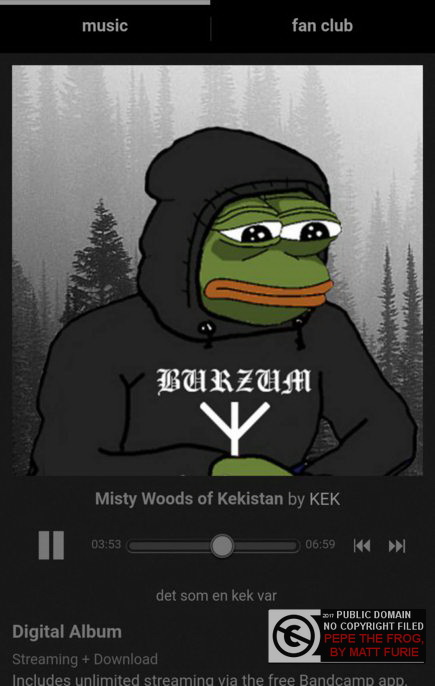 music
fan club
BURZUM
Misty Woods of Kekistan by KEK
03:53
06:59
det som en kek var
2017 PUBLIC DOMAIN
NO COPYRIGHT FILED
PEPE THE FROG,
BY MATT FURIE
Digital Album
Streaming + Download
Includes unlimited streaming via the free Bandcamp app,